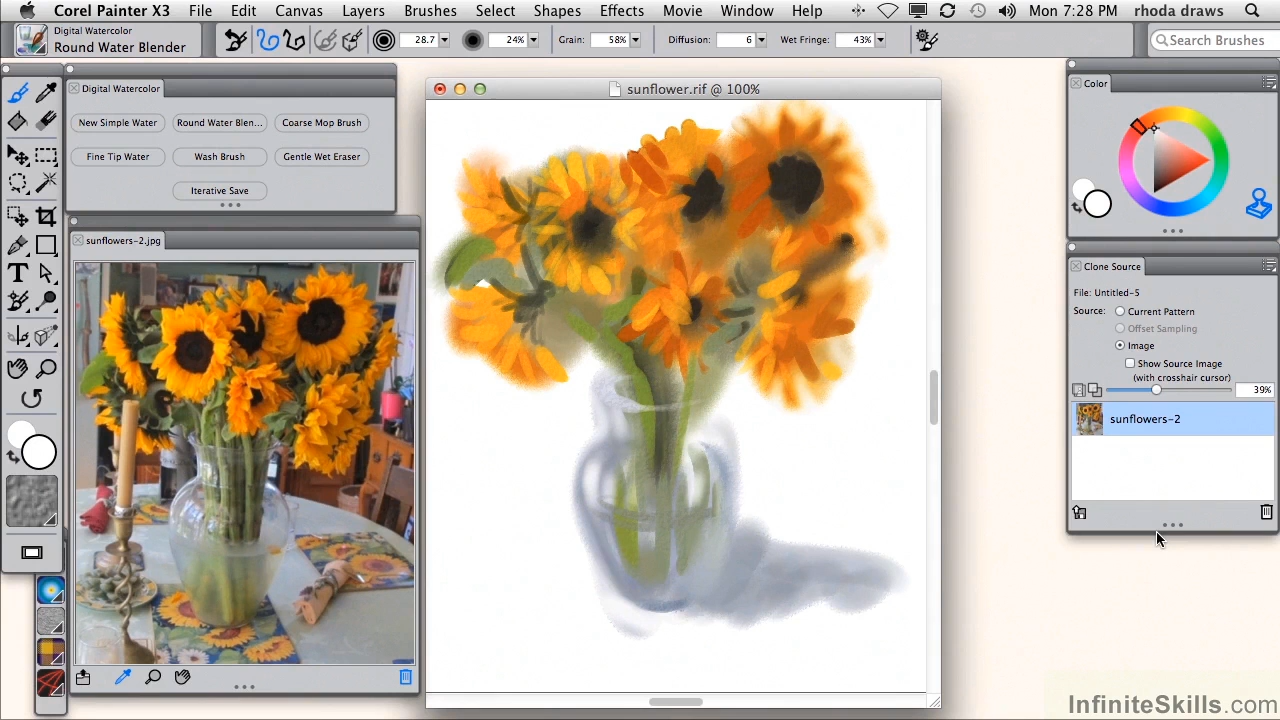 Corel Painter X3 File Edit Canvas Layers Brushes Select Shapes Effects Movie Window Help Mon 7:28 PM rhoda draws
Digital Watercolor
Round Water Blender
28.7
24%
Grain: 58%
Diffusion: 6
Wet Fringe: 43%
Search Brushes
Digital Watercolor
New Simple Water
Round Water Blen...
Coarse Mop Brush
Fine Tip Water
Wash Brush
Gentle Wet Eraser
Iterative Save
sunflowers-2.jpg
sunflower.rif @ 100%
Color
Clone Source
File: Untitled-5
Source: Current Pattern
Offset Sampling
Image
Show Source Image
(with crosshair cursor)
39%
sunflowers-2
T
InfiniteSkills.com